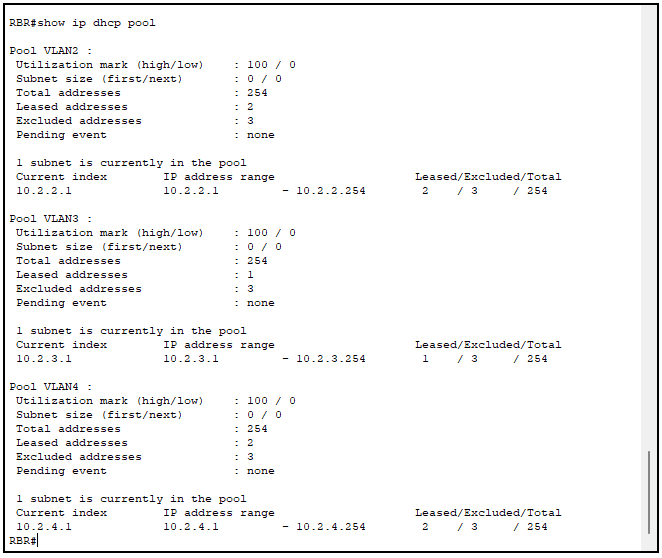 RBR#show ip dhcp pool
Pool VLAN2 :
Utilization mark (high/low) : 100 / 0
Subnet size (first/next) : 0 / 0
Total addresses : 254
Leased addresses : 2
Excluded addresses : 3
Pending event : none
1 subnet is currently in the pool
Current index IP address range Leased/Excluded/Total
10.2.2.1 10.2.2.1 - 10.2.2.254 2 / 3 / 254
Pool VLAN3 :
Utilization mark (high/low) : 100 / 0
Subnet size (first/next) : 0 / 0
Total addresses : 254
Leased addresses : 1
Excluded addresses : 3
Pending event : none
1 subnet is currently in the pool
Current index IP address range Leased/Excluded/Total
10.2.3.1 10.2.3.1 - 10.2.3.254 1 / 3 / 254
Pool VLAN4 :
Utilization mark (high/low) : 100 / 0
Subnet size (first/next) : 0 / 0
Total addresses : 254
Leased addresses : 2
Excluded addresses : 3
Pending event : none
1 subnet is currently in the pool
Current index IP address range Leased/Excluded/Total
10.2.4.1 10.2.4.1 - 10.2.4.254 2 / 3 / 254
RBR#